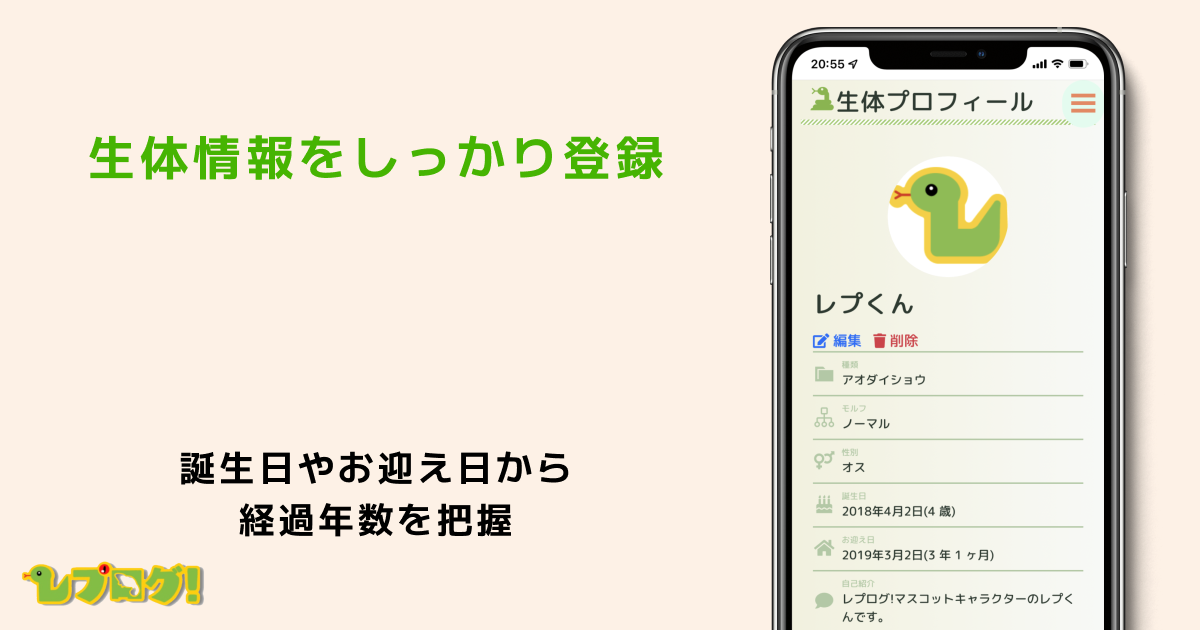 生体情報をしっかり登録
誕生日やお迎え日から
経過年数を把握
レプログ!
20:55
生体プロフィール
レプくん
編集 削除
種類
アオダイショウ
モルフ
ノーマル
性別
オス
誕生日
2018年4月2日(4 歳)
お迎え日
2019年3月2日(3 年 1 ヶ月)
自己紹介
レプログ!マスコットキャラクターのレプく
んです。